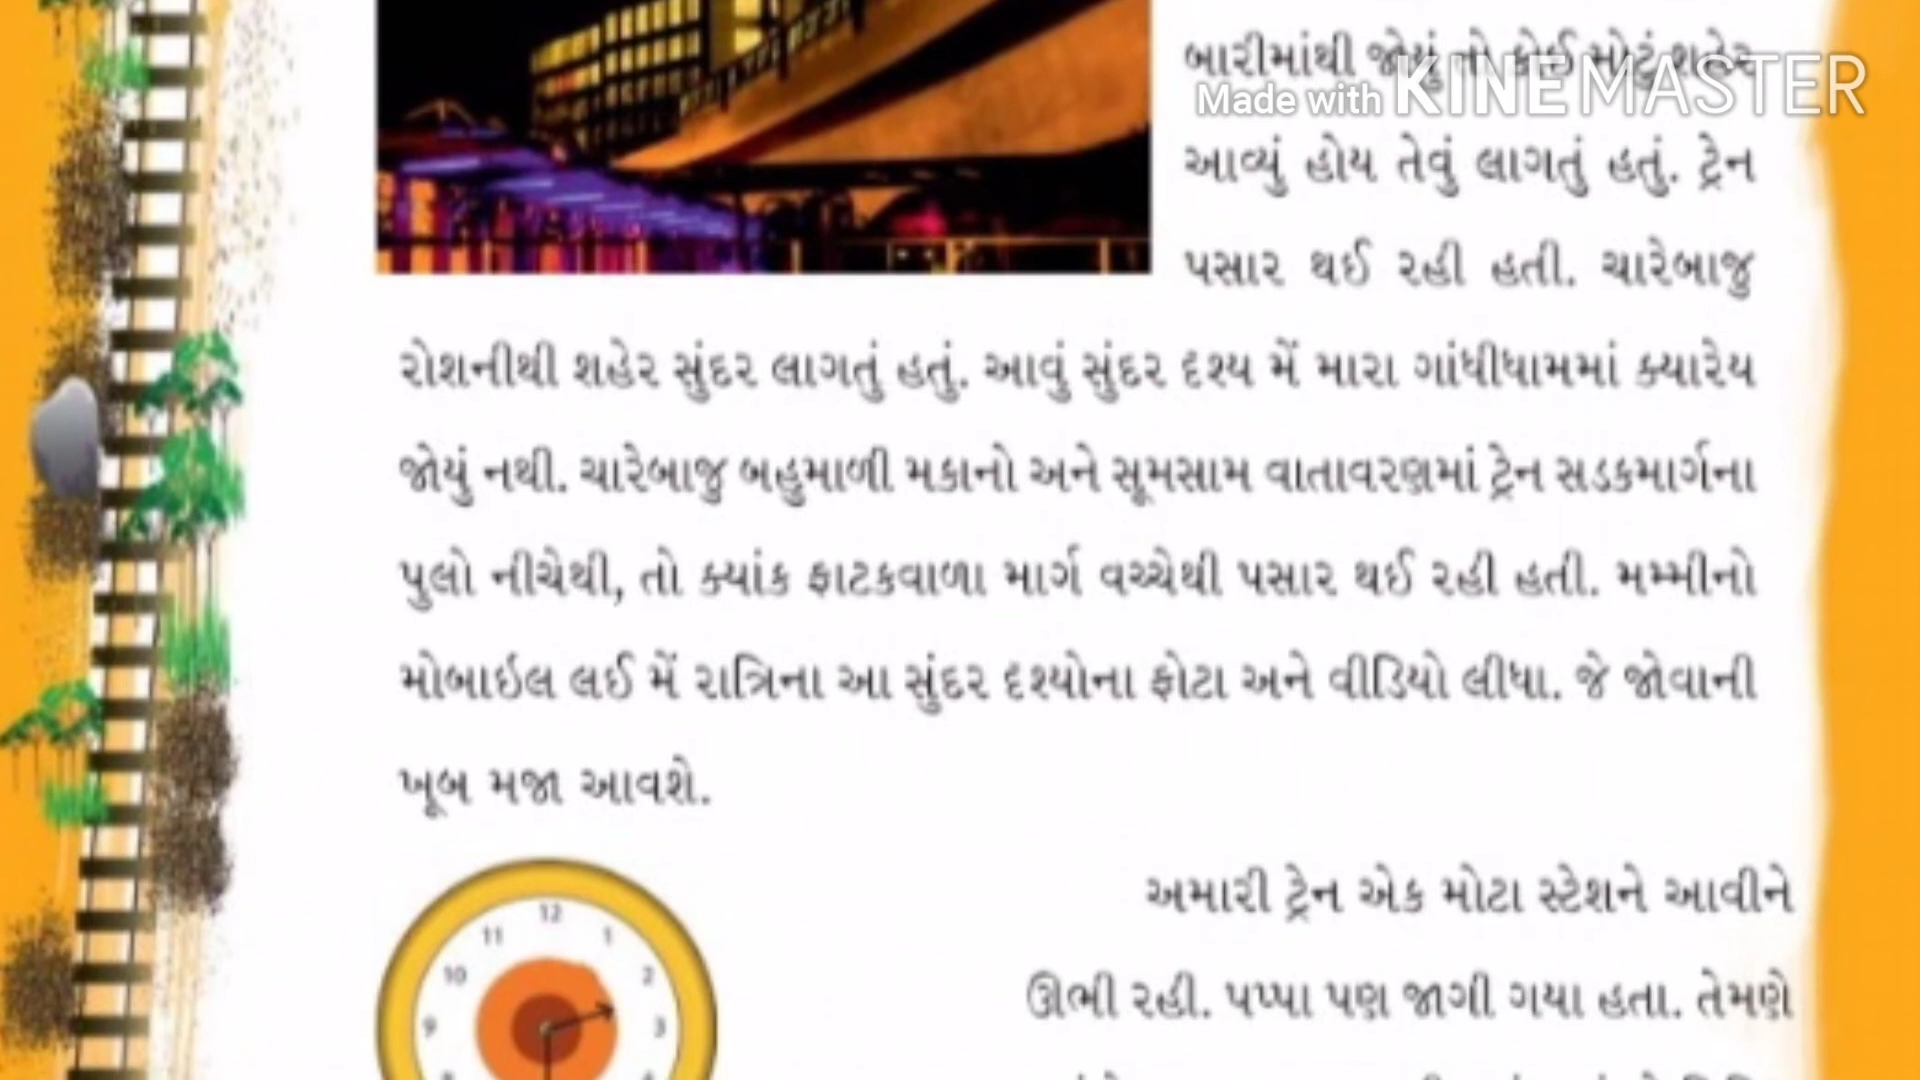 બારીમાંથી જોયું તો કોઈ મોટું શહેર
Made with KINEMASTER
આવ્યું હોય તેવું લાગતું હતું. ટ્રેન
પસાર થઈ રહી હતી. ચારેબાજુ
રોશનીથી શહેર સુંદર લાગતું હતું. આવું સુંદર દૃશ્ય મેં મારા ગાંધીધામમાં ક્યારેય
જોયું નથી. ચારેબાજુ બહુમાળી મકાનો અને સૂમસામ વાતાવરણમાં ટ્રેન સડકમાર્ગના
પુલો નીચેથી, તો ક્યાંક ફાટકવાળા માર્ગ વચ્ચેથી પસાર થઈ રહી હતી. મમ્મીનો
મોબાઇલ લઈ મેં રાત્રિના આ સુંદર દૃશ્યોના ફોટા અને વીડિયો લીધા. જે જોવાની
ખૂબ મજા આવશે.
અમારી ટ્રેન એક મોટા સ્ટેશને આવીને
ઊભી રહી. પપ્પા પણ જાગી ગયા હતા. તેમણે
12
11 1
10 2
9 3